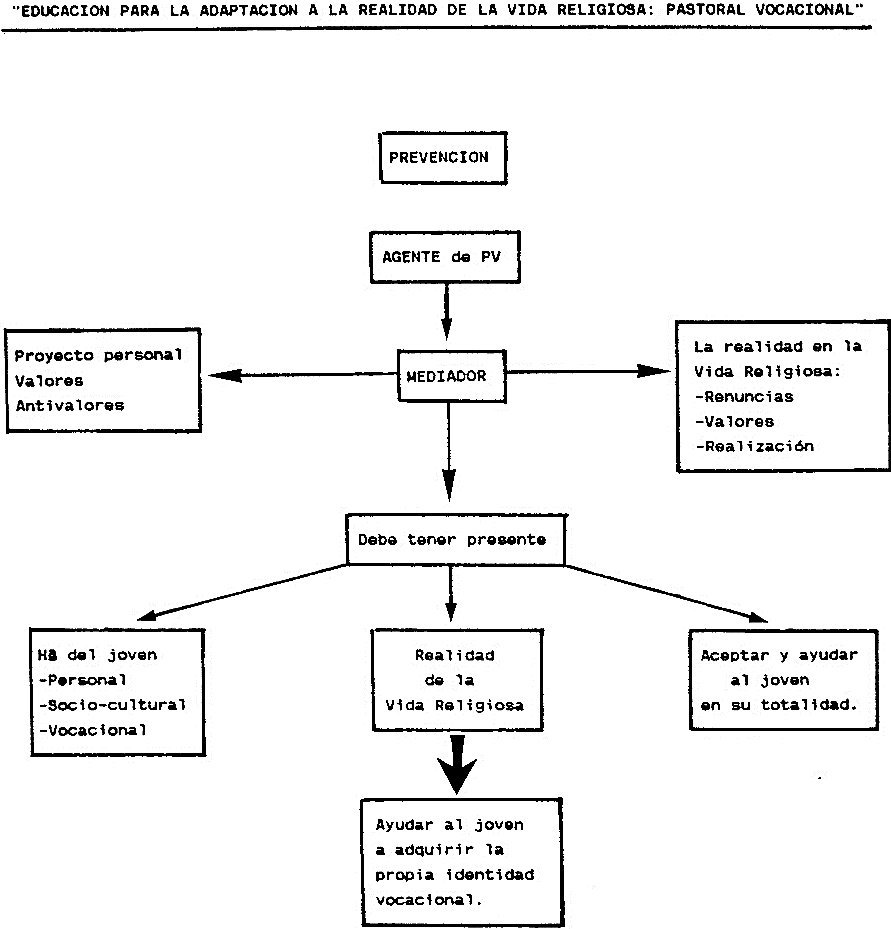 "EDUCACION PARA LA ADAPTACION A LA REALIDAD DE LA VIDA RELIGIOSA: PASTORAL VOCACIONAL"
PREVENCION
AGENTE de PV
Proyecto personal
Valores
Antivalores
MEDIADOR
La realidad en la
Vida Religiosa:
-Renuncias
-Valores
-Realización
Debe tener presente
Hª del joven
-Personal
-Socio-cultural
-Vocacional
Realidad
de la
Vida Religiosa
Aceptar y ayudar
al joven
en su totalidad.
Ayudar al joven
a adquirir la
propia identidad
vocacional.